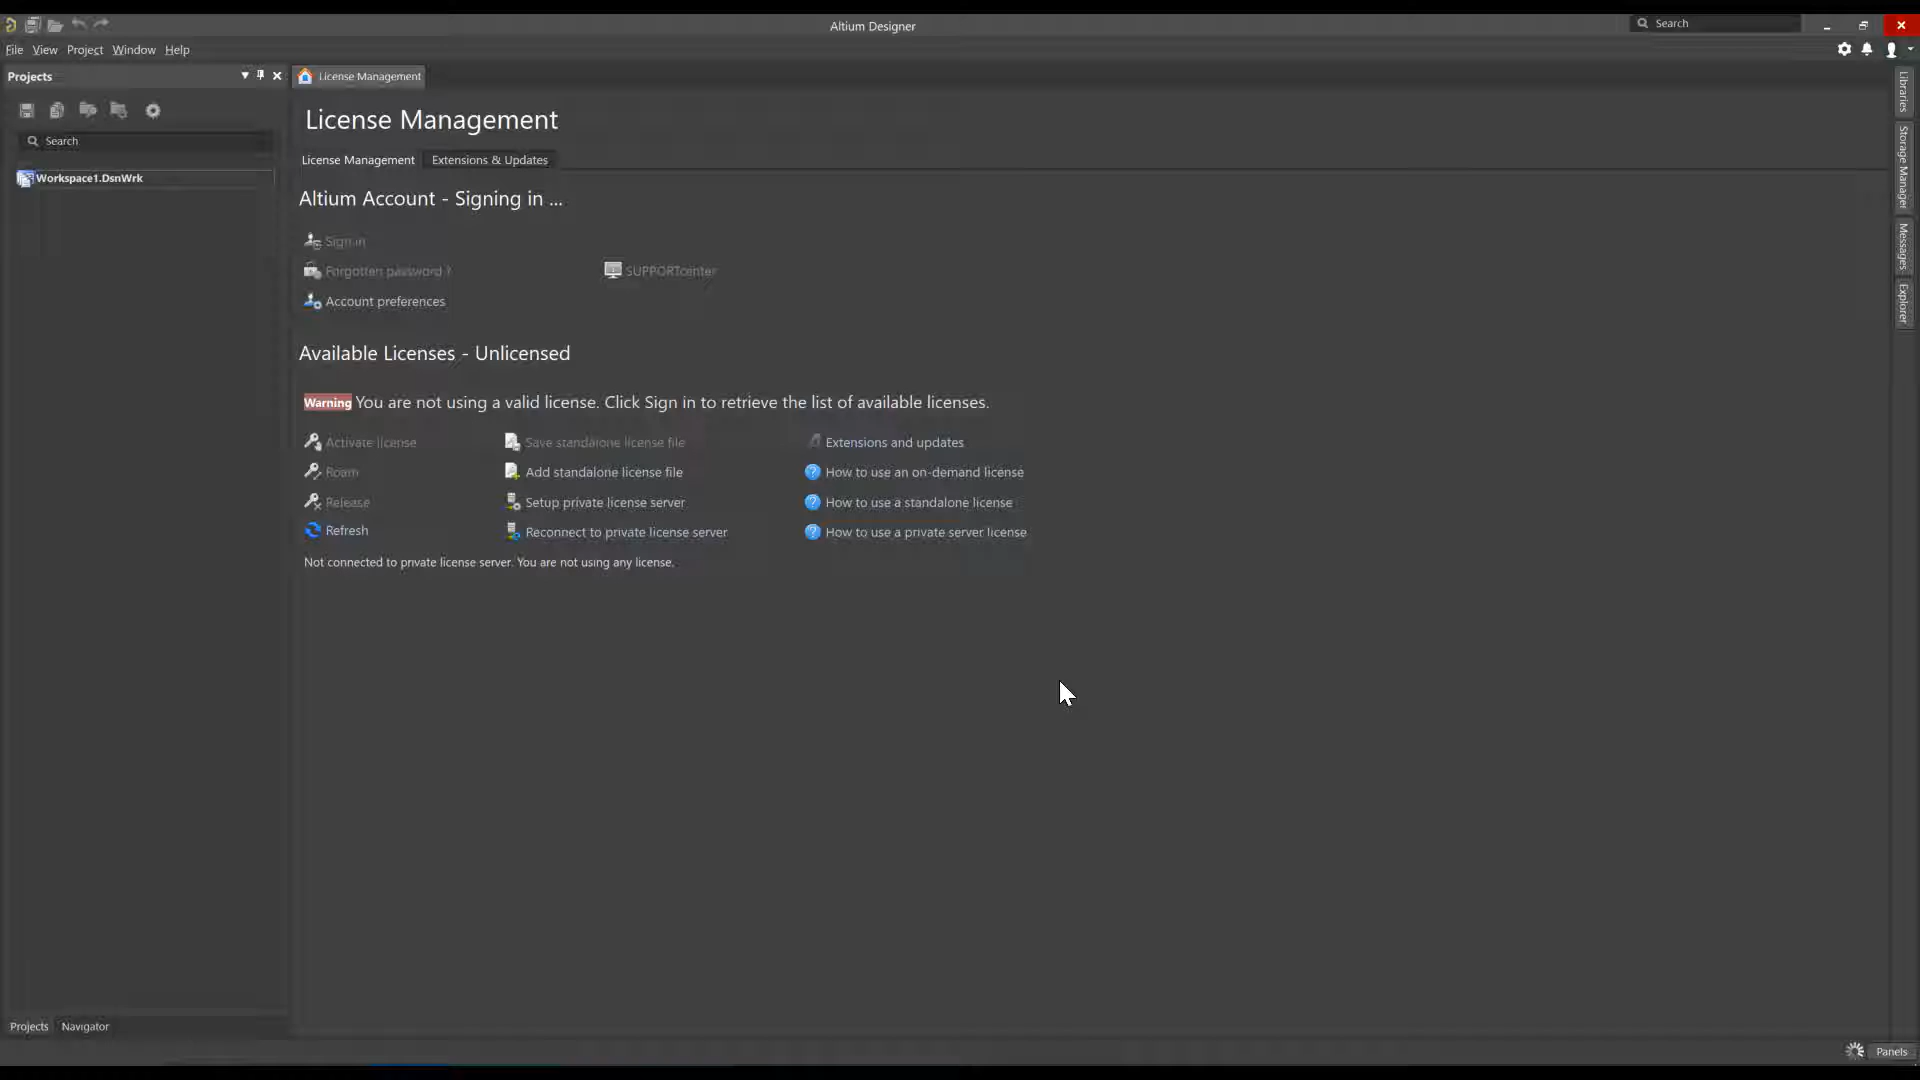 Altium Designer
Search
File View Project Window Help
Projects
License Management
License Management
Search
License Management Extensions & Updates
Workspace1.DsnWrk
Altium Account - Signing in ...
Sign in
Forgotten password ? SUPPORTcenter
Account preferences
Available Licenses - Unlicensed
Warning You are not using a valid license. Click Sign in to retrieve the list of available licenses.
Activate license Save standalone license file Extensions and updates
Roam Add standalone license file How to use an on-demand license
Release Setup private license server How to use a standalone license
Refresh Reconnect to private license server How to use a private server license
Not connected to private license server. You are not using any license.
Libraries
Storage Manager
Messages
Explorer
Projects Navigator
Panels